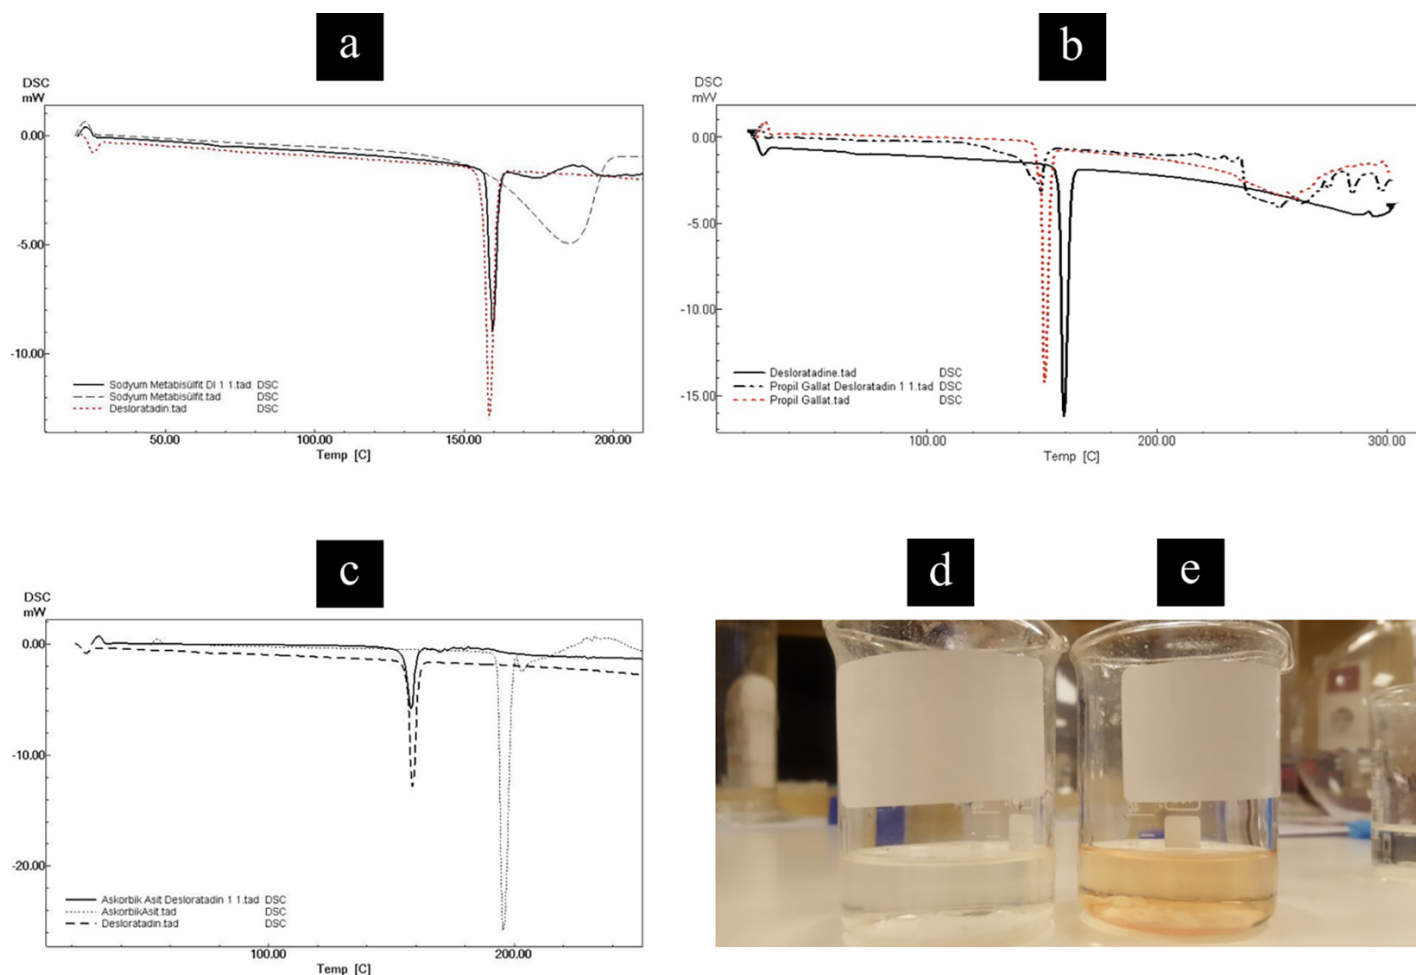 a
DSC
mW
0.00
-5.00
-10.00
Sodyum Metabisülfit Dl 1 1.tad DSC
Sodyum Metabisülfit.tad DSC
Desloratadin.tad DSC
50.00 100.00 150.00 200.00
Temp [C]
b
DSC
mW
0.00
-5.00
-10.00
-15.00
Desloratadine.tad DSC
Propil Gallat Desloratadin 1 1.tad DSC
Propil Gallat.tad DSC
100.00 200.00 300.00
Temp [C]
c
DSC
mW
0.00
-10.00
-20.00
Askorbik Asit Desloratadin 1 1.tad DSC
AskorbikAsit.tad DSC
Desloratadin.tad DSC
100.00 200.00
Temp [C]
d
e